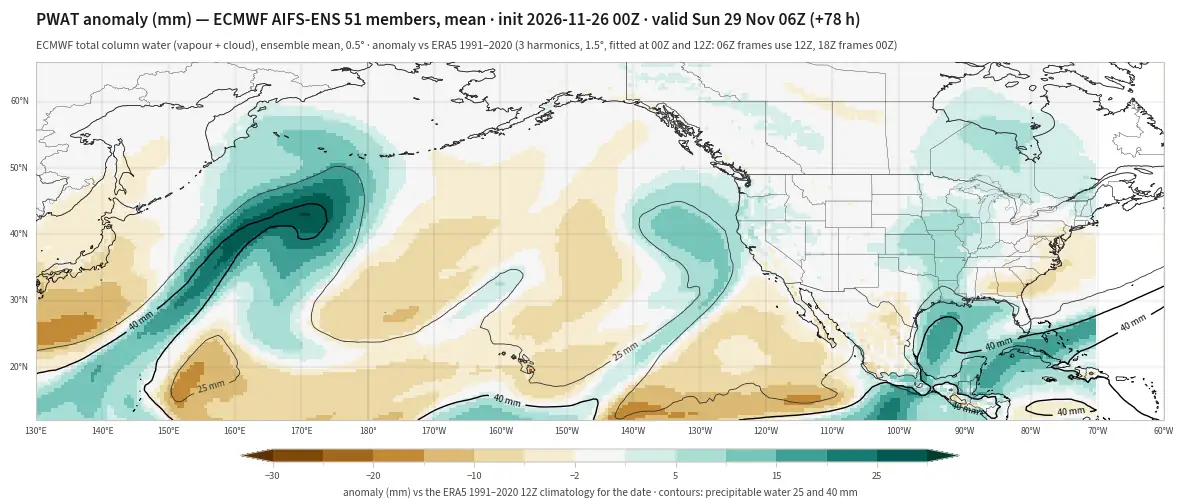 PWAT anomaly (mm) — ECMWF AIFS-ENS 51 members, mean · init 2026-11-26 00Z · valid Sun 29 Nov 06Z (+78 h)
ECMWF total column water (vapour + cloud), ensemble mean, 0.5° · anomaly vs ERA5 1991–2020 (3 harmonics, 1.5°, fitted at 00Z and 12Z: 06Z frames use 12Z, 18Z frames 00Z)
60°N
50°N
40°N
30°N
20°N
40 mm
25 mm
40 mm
25 mm
40 mm
40 mm
40 mm
40 mm
130°E 140°E 150°E 160°E 170°E 180° 170°W 160°W 150°W 140°W 130°W 120°W 110°W 100°W 90°W 80°W 70°W 60°W
−30 −20 −10 −2 5 15 25
anomaly (mm) vs the ERA5 1991–2020 12Z climatology for the date · contours: precipitable water 25 and 40 mm